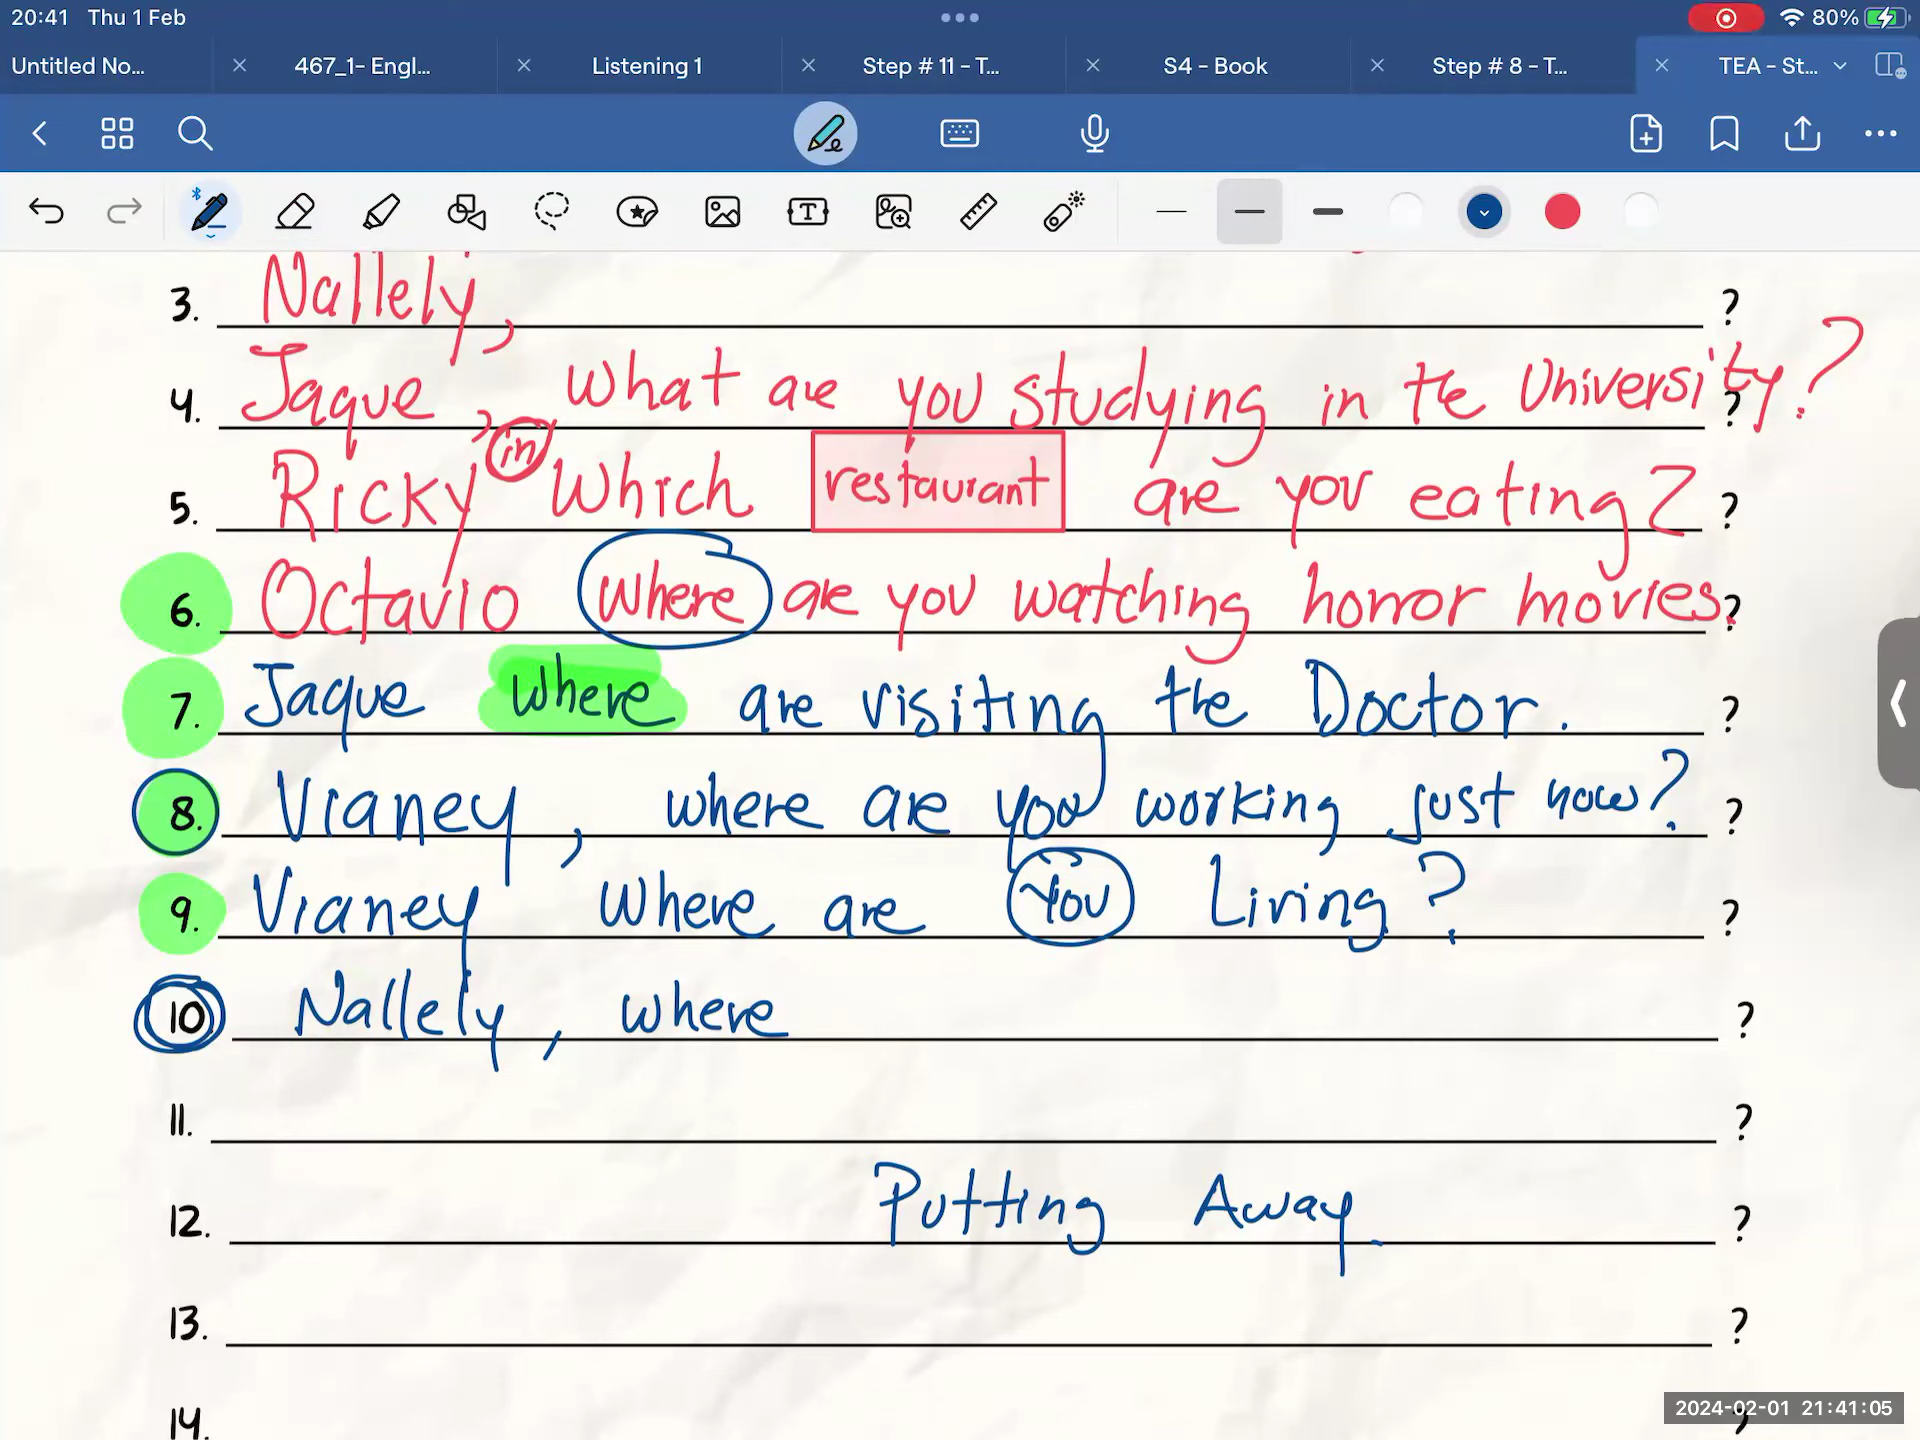 20:41 Thu 1 Feb
80%
Untitled No... 467_1- Engl... Listening 1 Step # 11 - T... S4 - Book Step # 8 - T... TEA - St...
3. Nallely, ?
4. Jaque, what are you studying in the University? ?
5. Ricky in Which restaurant are you eating? ?
6. Octavio where are you watching horror movies. ?
7. Jaque where are visiting the Doctor. ?
8. Vianey, where are you working just now? ?
9. Vianey where are you Living? ?
10 Nallely, where ?
11. ?
12. Putting Away. ?
13. ?
14. ?
2024-02-01 21:41:05